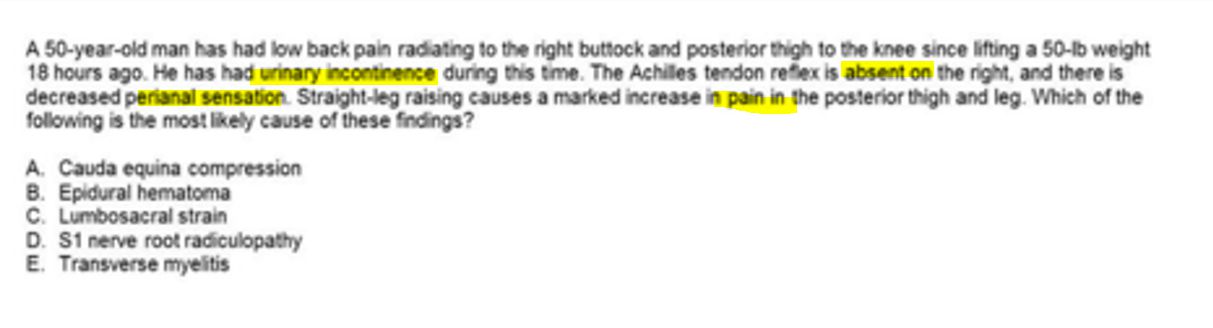 A 50-year-old man has had low back pain radiating to the right buttock and posterior thigh to the knee since lifting a 50-lb weight
18 hours ago. He has had urinary incontinence during this time. The Achilles tendon reflex is absent on the right, and there is
decreased perianal sensation. Straight-leg raising causes a marked increase in pain in the posterior thigh and leg. Which of the
following is the most likely cause of these findings?
A. Cauda equina compression
B. Epidural hematoma
C. Lumbosacral strain
D. S1 nerve root radiculopathy
E. Transverse myelitis